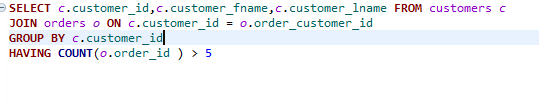 SELECT c.customer_id,c.customer_fname,c.customer_lname FROM customers c
JOIN orders o ON c.customer_id = o.order_customer_id
GROUP BY c.customer_id
HAVING COUNT(o.order_id ) > 5